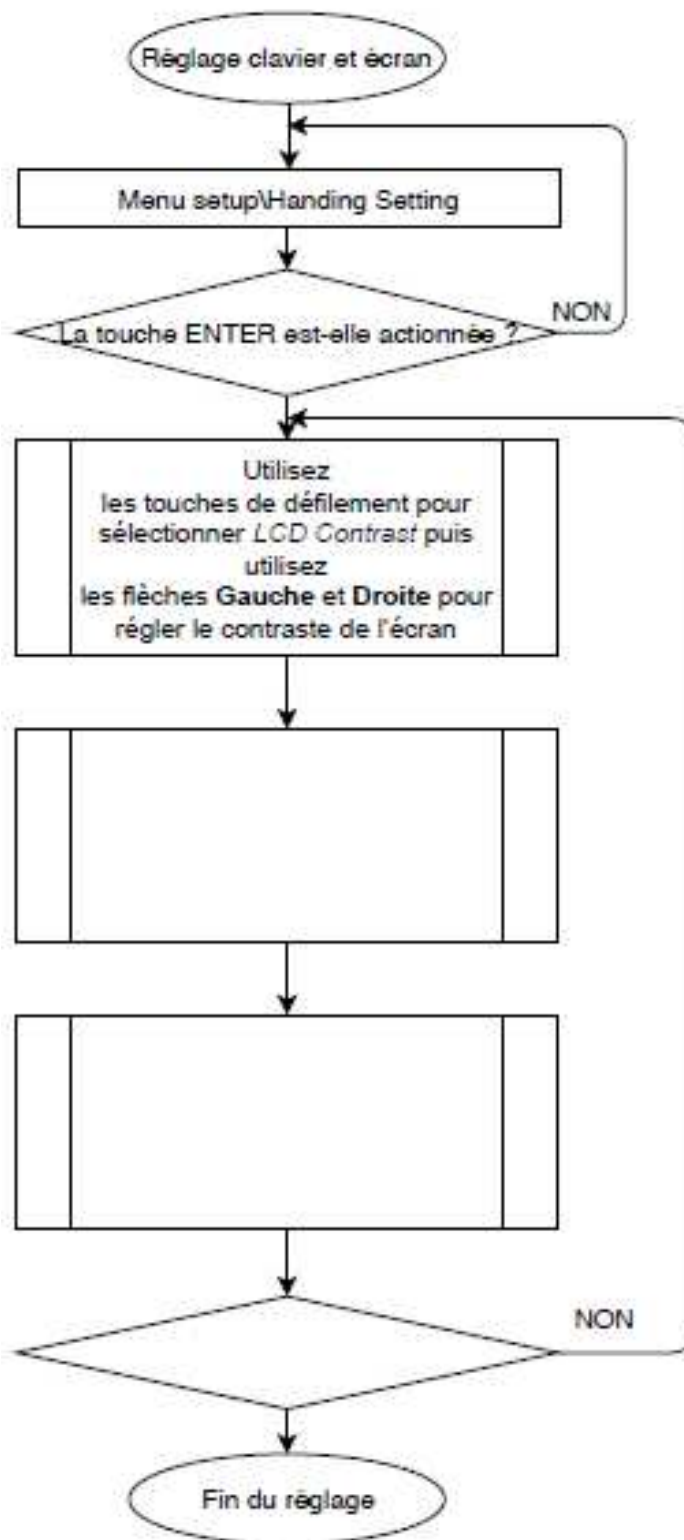 Réglage clavier et écran
Menu setup\Handing Setting
La touche ENTER est-elle actionnée ?
NON
Utilisez
les touches de défilement pour
sélectionner LCD Contrast puis
utilisez
les flèches Gauche et Droite pour
régler le contraste de l'écran
NON
Fin du réglage